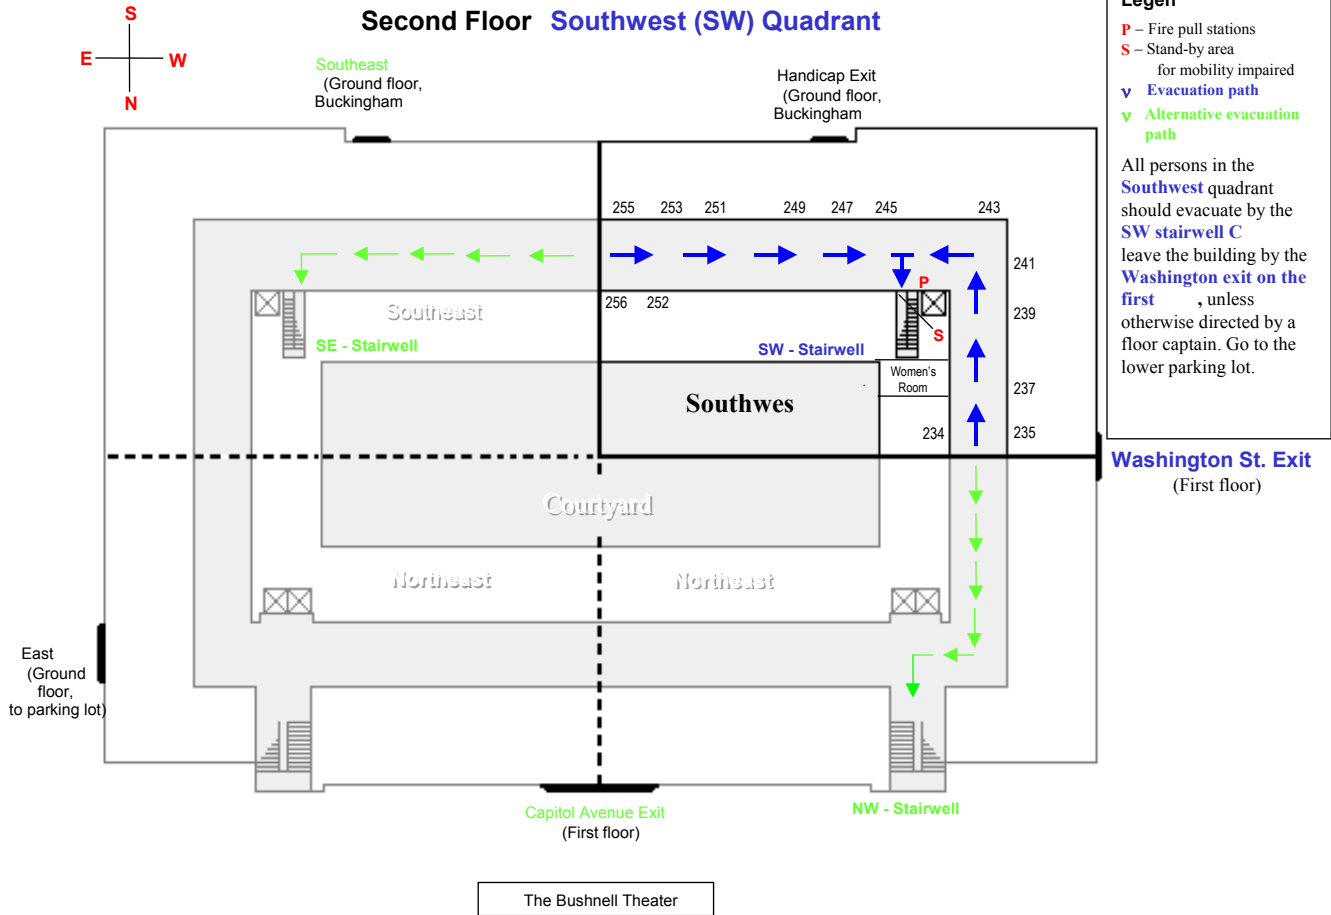 Second Floor Southwest (SW) Quadrant
S
E
W
N
Southeast
(Ground floor,
Buckingham
Handicap Exit
(Ground floor,
Buckingham
Legen
P – Fire pull stations
S – Stand-by area
for mobility impaired
ν Evacuation path
ν Alternative evacuation
path
All persons in the
Southwest quadrant
should evacuate by the
SW stairwell C
leave the building by the
Washington exit on the
first , unless
otherwise directed by a
floor captain. Go to the
lower parking lot.
255 253 251 249 247 245 243
241
P
256 252
239
Southeast
S
SE - Stairwell
SW - Stairwell
Women's
Room
237
Southwes
234
235
Washington St. Exit
(First floor)
Courtyard
Northeast
Northeast
East
(Ground
floor,
to parking lot)
Capitol Avenue Exit
(First floor)
NW - Stairwell
The Bushnell Theater